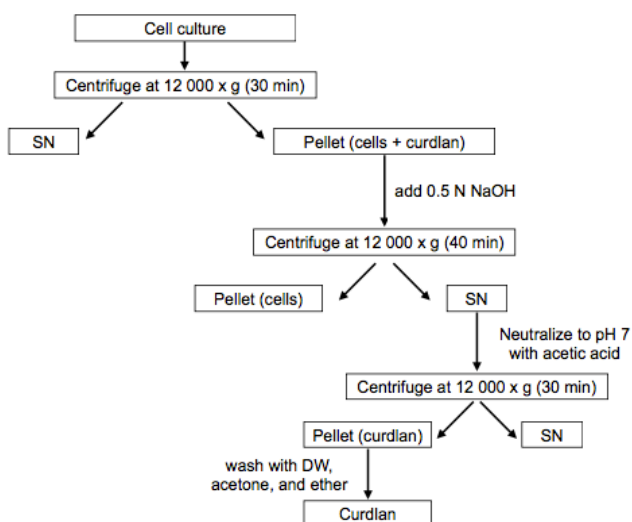 Cell culture
Centrifuge at 12 000 x g (30 min)
SN
Pellet (cells + curdlan)
add 0.5 N NaOH
Centrifuge at 12 000 x g (40 min)
Pellet (cells)
SN
Neutralize to pH 7
with acetic acid
Centrifuge at 12 000 x g (30 min)
Pellet (curdlan)
SN
wash with DW,
acetone, and ether
Curdlan